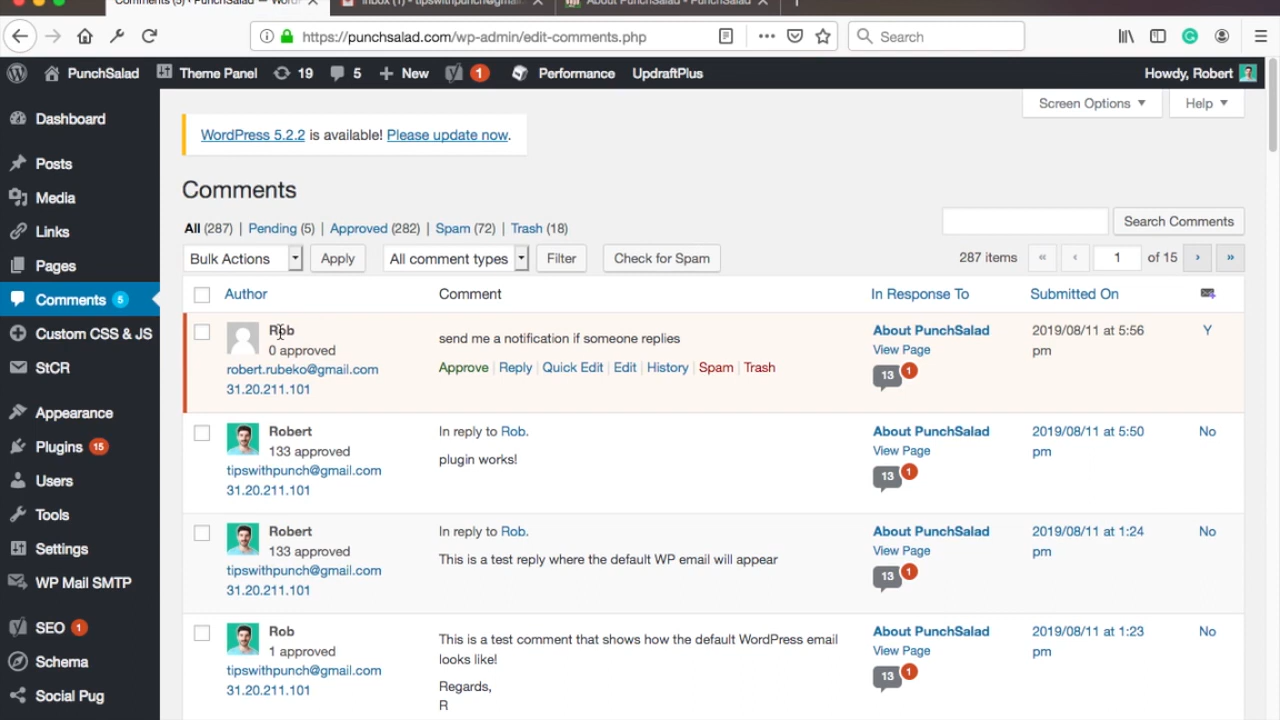 Comments (5) ‹ PunchSalad — WordP
Inbox (1) - tipswithpunch@gmail.
About PunchSalad - PunchSalad
https://punchsalad.com/wp-admin/edit-comments.php
Search
PunchSalad
Theme Panel
19
5
New
1
Performance
UpdraftPlus
Howdy, Robert
Dashboard
Posts
Media
Links
Pages
Comments 5
Custom CSS & JS
StCR
Appearance
Plugins 15
Users
Tools
Settings
WP Mail SMTP
SEO 1
Schema
Social Pug
Screen Options
Help
WordPress 5.2.2 is available! Please update now.
Comments
All (287) | Pending (5) | Approved (282) | Spam (72) | Trash (18)
Search Comments
Bulk Actions
Apply
All comment types
Filter
Check for Spam
287 items « ‹ 1 of 15 › »
Author
Comment
In Response To
Submitted On
Rob
0 approved
robert.rubeko@gmail.com
31.20.211.101
send me a notification if someone replies
Approve | Reply | Quick Edit | Edit | History | Spam | Trash
About PunchSalad
View Page
13 1
2019/08/11 at 5:56
pm
Y
Robert
133 approved
tipswithpunch@gmail.com
31.20.211.101
In reply to Rob.
plugin works!
About PunchSalad
View Page
13 1
2019/08/11 at 5:50
pm
No
Robert
133 approved
tipswithpunch@gmail.com
31.20.211.101
In reply to Rob.
This is a test reply where the default WP email will appear
About PunchSalad
View Page
13 1
2019/08/11 at 1:24
pm
No
Rob
1 approved
tipswithpunch@gmail.com
31.20.211.101
This is a test comment that shows how the default WordPress email
looks like!
Regards,
R
About PunchSalad
View Page
13 1
2019/08/11 at 1:23
pm
No